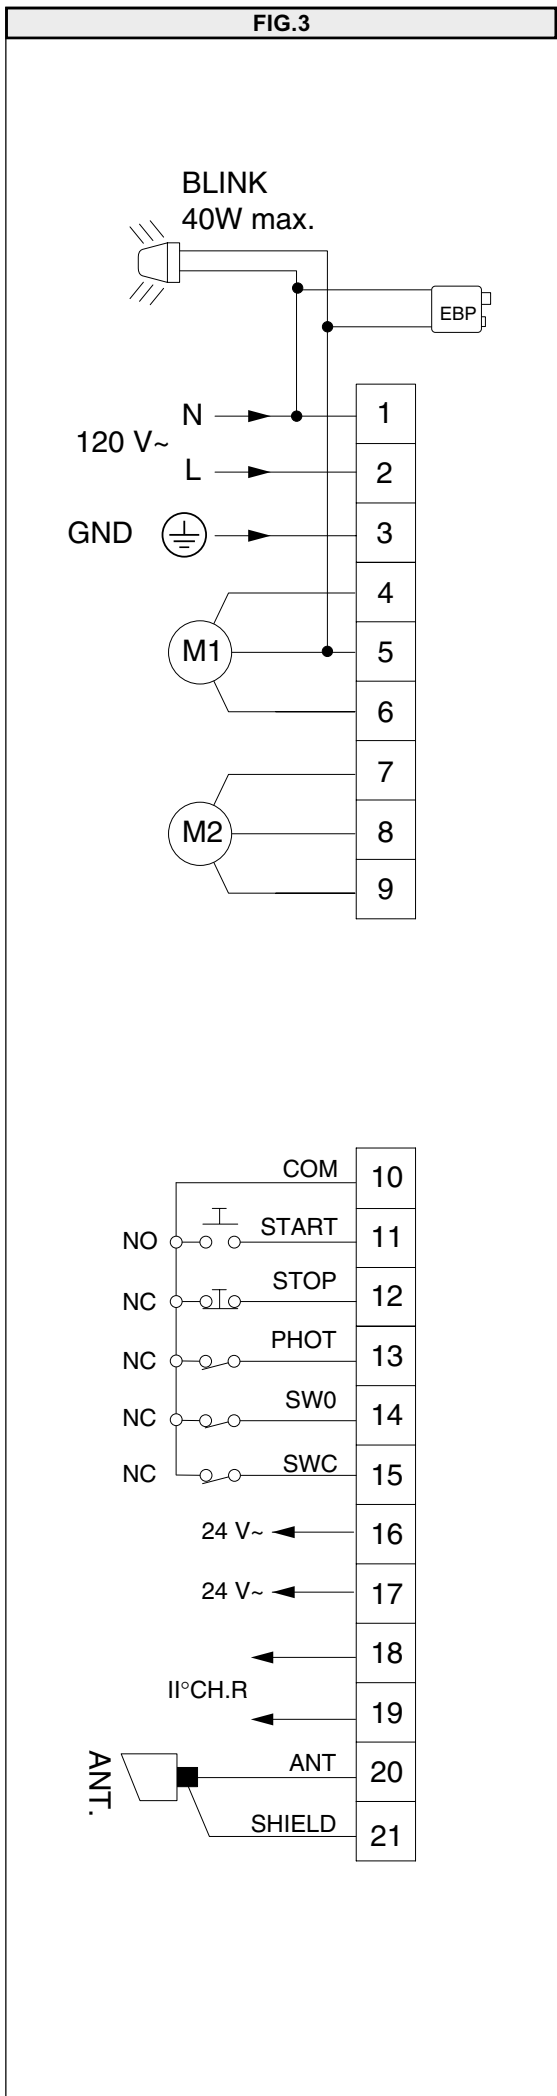 FIG.3
BLINK
40W max.
EBP
N
1
120 V~
L
2
GND
3
4
M1
5
6
7
M2
8
9
COM
10
NO
START
11
NC
STOP
12
NC
PHOT
13
NC
SW0
14
NC
SWC
15
24 V~
16
24 V~
17
18
II°CH.R
19
ANT.
ANT
20
SHIELD
21